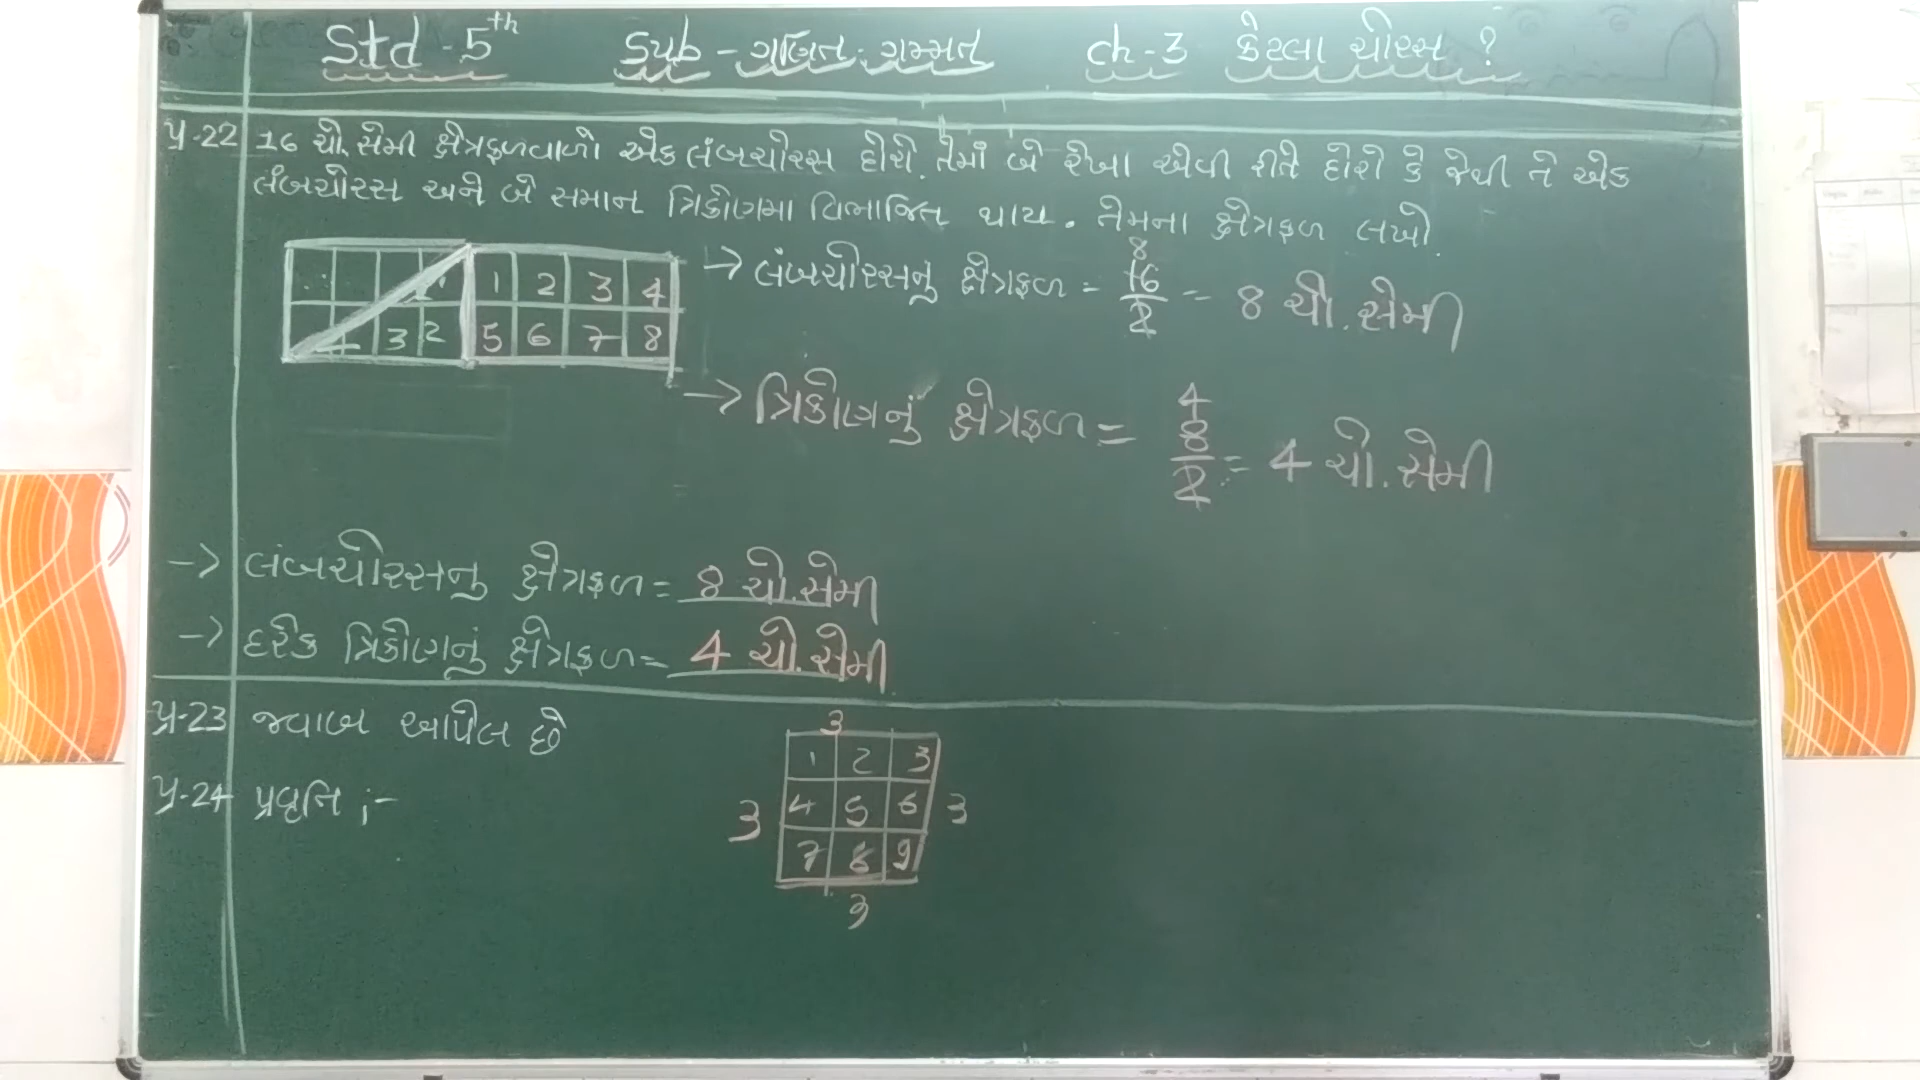 Std - 5th Sub - ગણિત ગમ્મત ch-3 કેટલા ચોરસ ?
પ્ર-22 16 ચો.સેમી ક્ષેત્રફળવાળો એક લંબચોરસ દોરો. તેમાં બે રેખા એવી રીતે દોરો કે જેથી તે એક
લંબચોરસ અને બે સમાન ત્રિકોણમા વિભાજિત થાય. તેમના ક્ષેત્રફળ લખો.
1 2 3 4
3 2 5 6 7 8
→ લંબચોરસનું ક્ષેત્રફળ = 16/2 8 = 8 ચો.સેમી
→ ત્રિકોણનું ક્ષેત્રફળ = 8/2 4 = 4 ચો.સેમી
→ લંબચોરસનુ ક્ષેત્રફળ = 8 ચો.સેમી
→ દરેક ત્રિકોણનું ક્ષેત્રફળ = 4 ચો.સેમી
પ્ર-23 જવાબ આપેલ છે
3
1 2 3
પ્ર-24 પ્રવૃતિ ;-
3 4 5 6 3
7 8 9
3